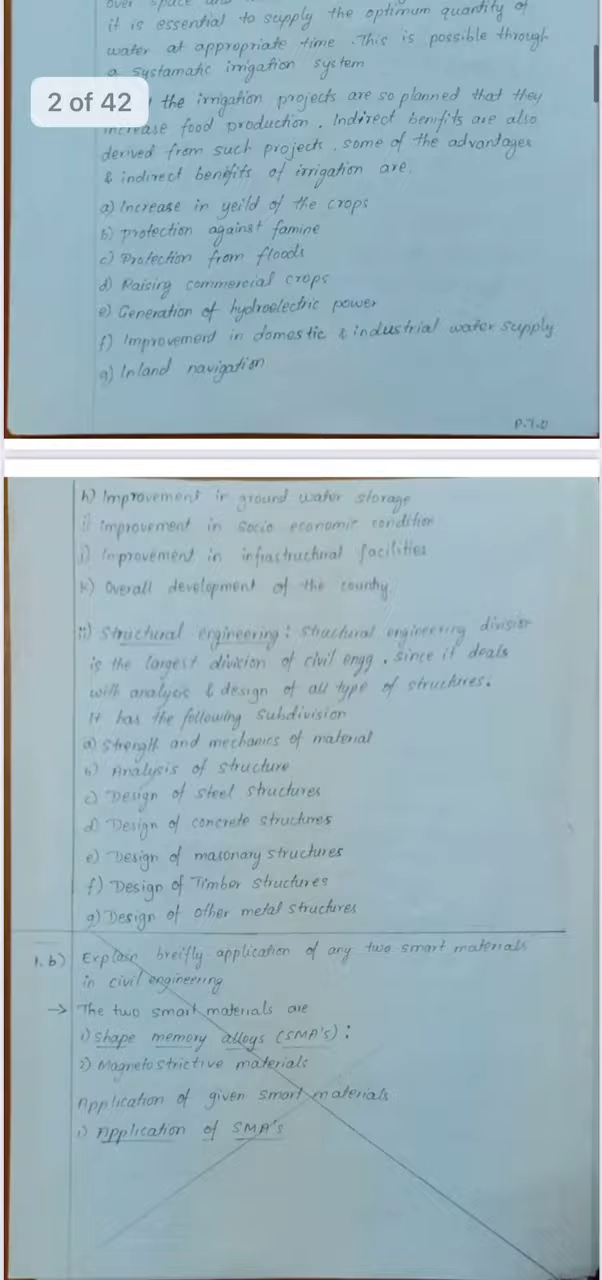 over space and
it is essential to supply the optimum quantity of
water at appropriate time . This is possible through
a systamatic irrigation system
2 of 42
the irrigation projects are so planned that they
increase food production . Indirect benifits are also
derived from such projects . some of the advantages
& indirect benifits of irrigation are.
a) Increase in yeild of the crops
b) protection against famine
c) Protection from floods
d) Raising commercial crops
e) Generation of hydroelectric power
f) Improvement in domestic & industrial water supply
g) Inland navigation
P.T.O
h) Improvement in ground water storage
i) improvement in socio economic condition
j) Improvement in infrastructural facilities
k) Overall development of the country.
ii) Structural engineering : Structural engineering division
is the largest division of civil engg . since it deals
with analysis & design of all type of structures.
It has the following subdivision
a) strength and mechanics of material
b) Analysis of structure
c) Design of steel structures
d) Design of concrete structures
e) Design of masonary structures
f) Design of Timber structures
g) Design of other metal structures
1. b) Explain breifly application of any two smart materials
in civil engineering
→ The two smart materials are
1) Shape memory alloys (SMA's) :
2) Magnetostrictive materials
Application of given smart materials
1) Application of SMA's